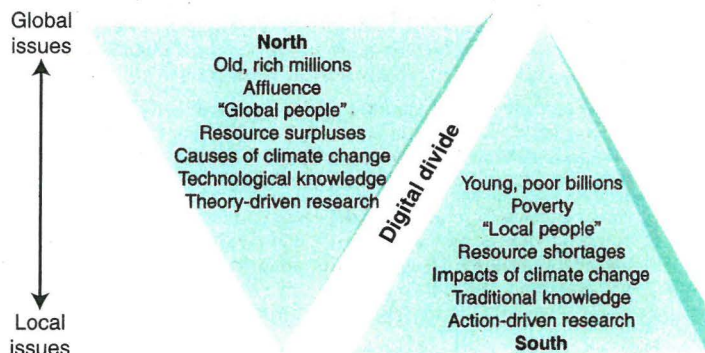 Global
issues
North
Old, rich millions
Affluence
"Global people"
Resource surpluses
Causes of climate change
Technological knowledge
Theory-driven research
Digital divide
Young, poor billions
Poverty
"Local people"
Resource shortages
Impacts of climate change
Traditional knowledge
Action-driven research
South
Local
issues